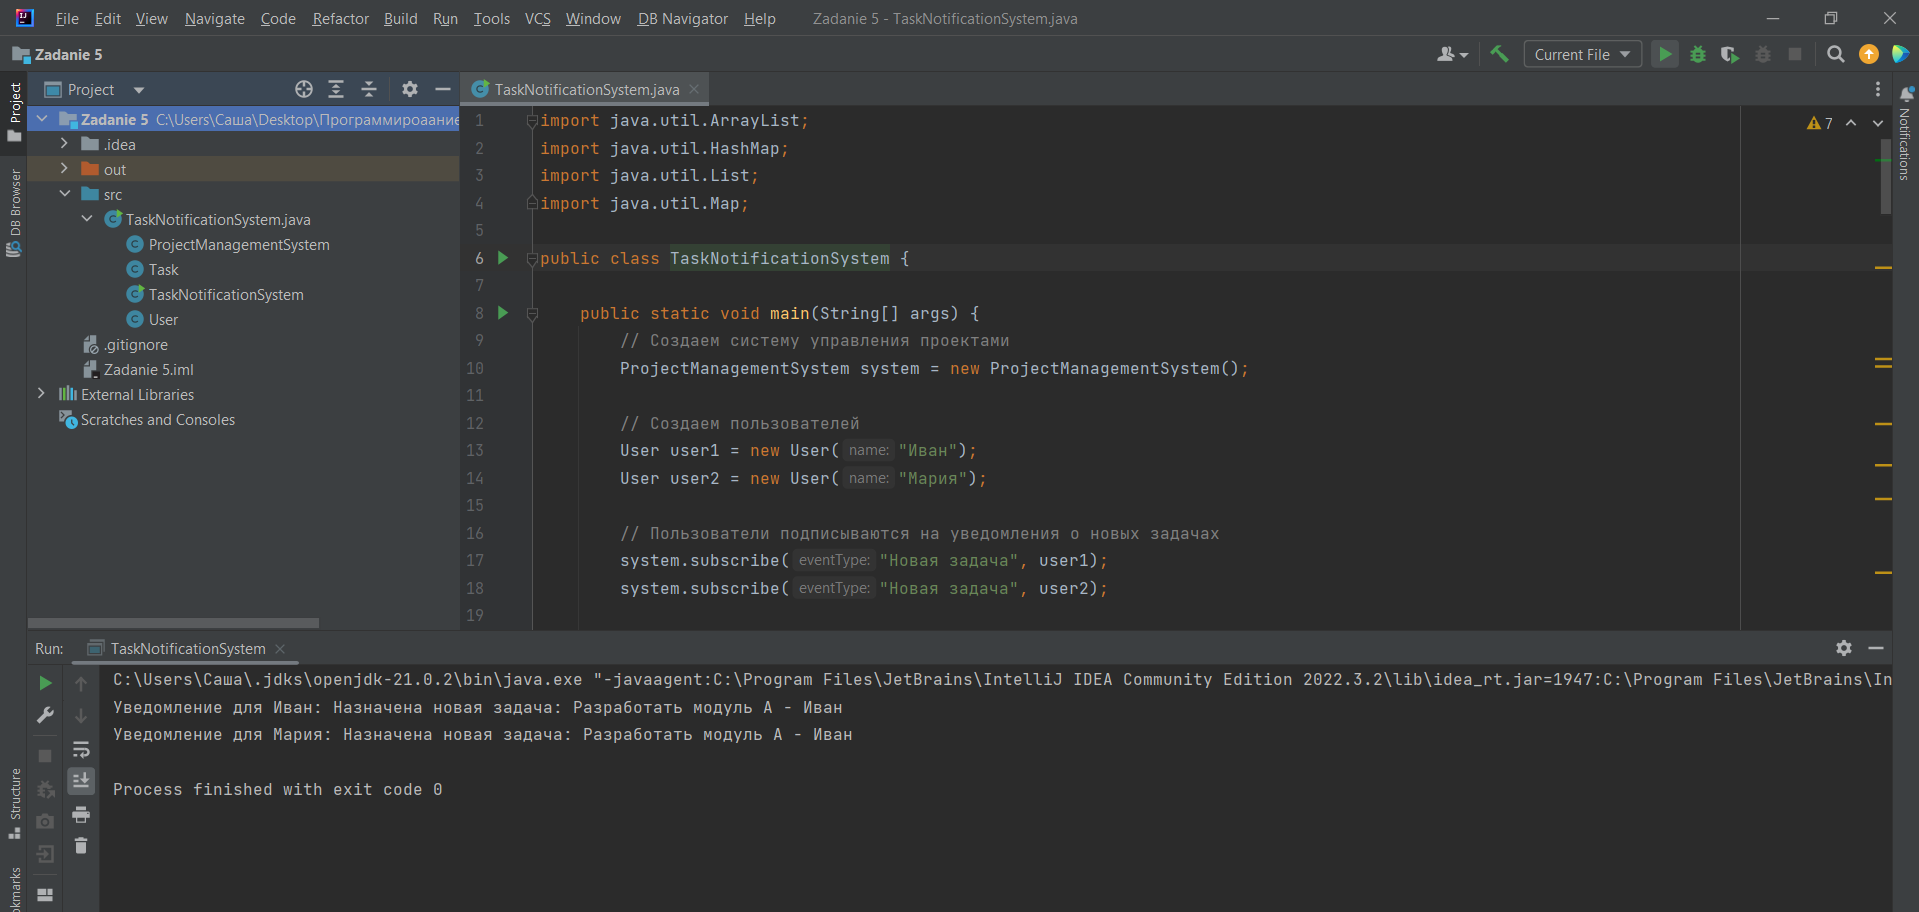 File Edit View Navigate Code Refactor Build Run Tools VCS Window DB Navigator Help Zadanie 5 - TaskNotificationSystem.java
Zadanie 5
Current File
Project
DB Browser
Structure
Project
Zadanie 5 C:\Users\Саша\Desktop\Программироаание
.idea
out
src
TaskNotificationSystem.java
ProjectManagementSystem
Task
TaskNotificationSystem
User
.gitignore
Zadanie 5.iml
External Libraries
Scratches and Consoles
TaskNotificationSystem.java
7
Notifications
1 import java.util.ArrayList;
2 import java.util.HashMap;
3 import java.util.List;
4 import java.util.Map;
5
6 public class TaskNotificationSystem {
7
8 public static void main(String[] args) {
9 // Создаем систему управления проектами
10 ProjectManagementSystem system = new ProjectManagementSystem();
11
12 // Создаем пользователей
13 User user1 = new User( name: "Иван");
14 User user2 = new User( name: "Мария");
15
16 // Пользователи подписываются на уведомления о новых задачах
17 system.subscribe( eventType: "Новая задача", user1);
18 system.subscribe( eventType: "Новая задача", user2);
19
Run: TaskNotificationSystem
C:\Users\Саша\.jdks\openjdk-21.0.2\bin\java.exe "-javaagent:C:\Program Files\JetBrains\IntelliJ IDEA Community Edition 2022.3.2\lib\idea_rt.jar=1947:C:\Program Files\JetBrains\In
Уведомление для Иван: Назначена новая задача: Разработать модуль A - Иван
Уведомление для Мария: Назначена новая задача: Разработать модуль A - Иван
Process finished with exit code 0